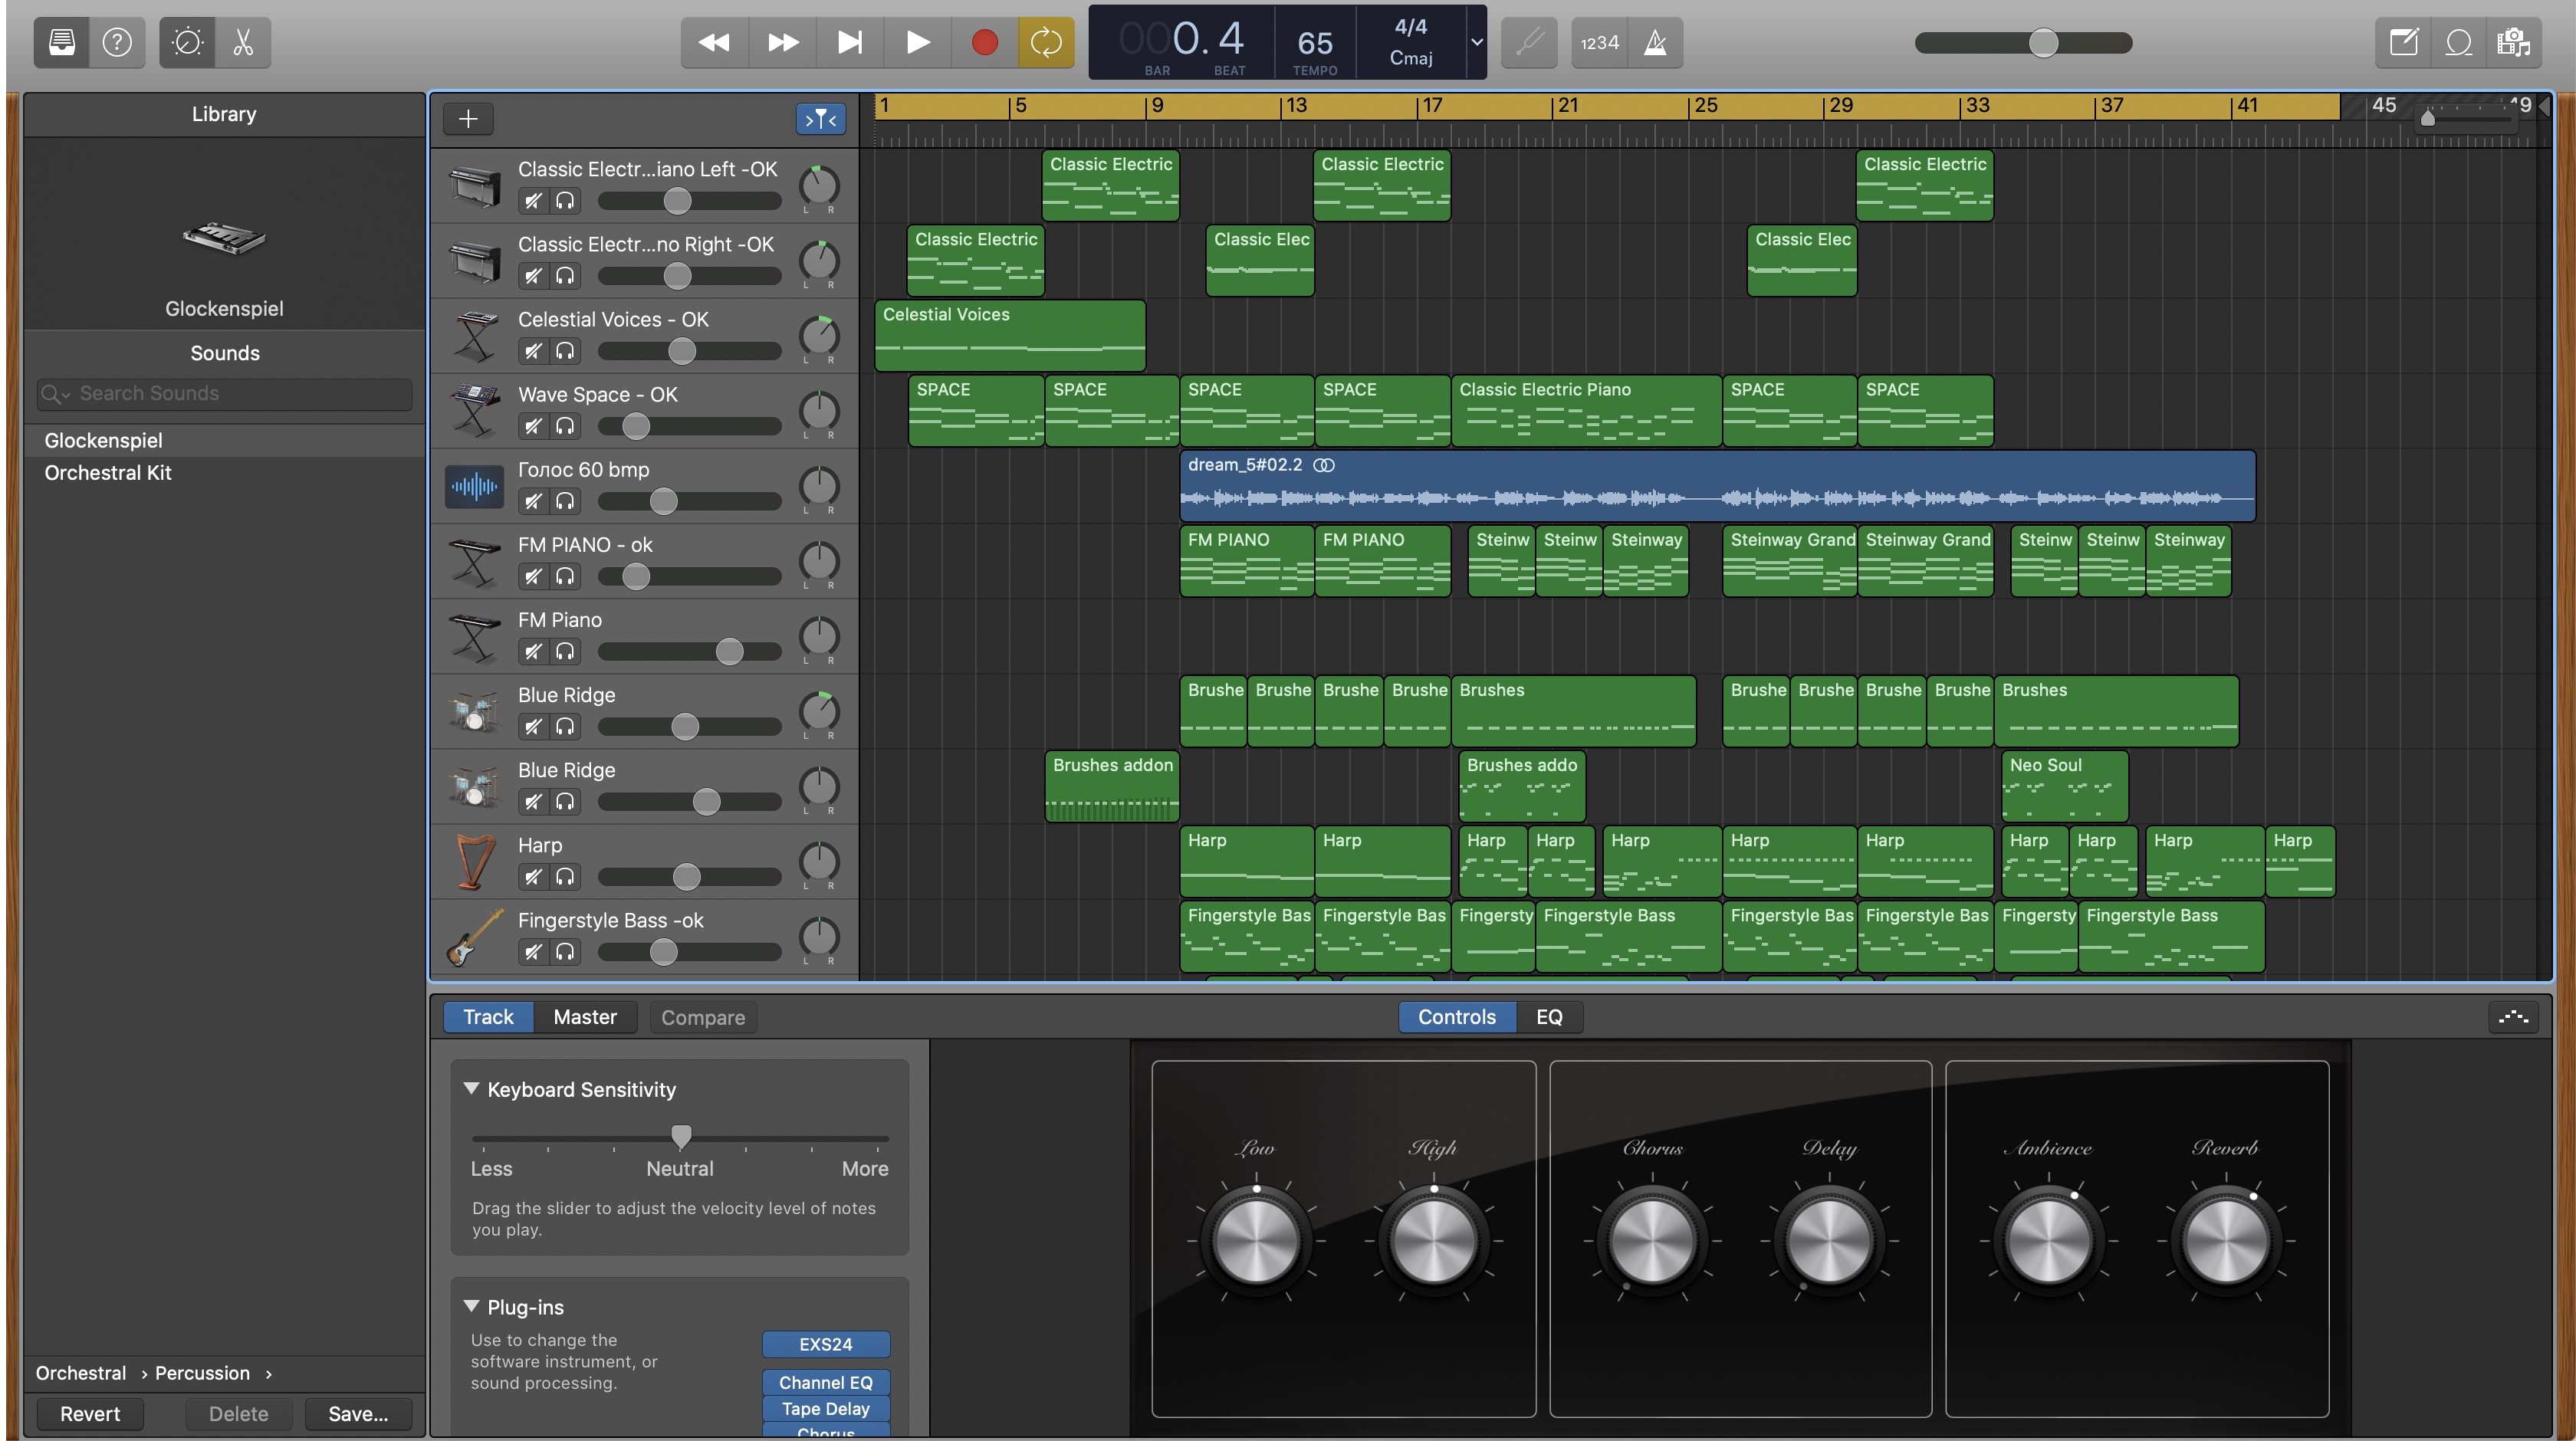 1234
000.4
BAR BEAT
65
TEMPO
4/4
Cmaj
Library
Glockenspiel
Sounds
Search Sounds
Glockenspiel
Orchestral Kit
Orchestral › Percussion ›
Revert Delete Save...
1 5 9 13 17 21 25 29 33 37 41 45 49
Classic Electr...iano Left -OK
L R
Classic Electric Classic Electric Classic Electric
Classic Electr...no Right -OK
L R
Classic Electric Classic Elec Classic Elec
Celestial Voices - OK
L R
Celestial Voices
Wave Space - OK
L R
SPACE SPACE SPACE SPACE Classic Electric Piano SPACE SPACE
Голос 60 bmp
L R
dream_5#02.2
FM PIANO - ok
L R
FM PIANO FM PIANO Steinw Steinw Steinway Steinway Grand Steinway Grand Steinw Steinw Steinway
FM Piano
L R
Blue Ridge
L R
Brushe Brushe Brushe Brushe Brushes Brushe Brushe Brushe Brushe Brushes
Blue Ridge
L R
Brushes addon Brushes addo Neo Soul
Harp
L R
Harp Harp Harp Harp Harp Harp Harp Harp Harp Harp Harp
Fingerstyle Bass -ok
L R
Fingerstyle Bas Fingerstyle Bas Fingersty Fingerstyle Bass Fingerstyle Bas Fingerstyle Bas Fingersty Fingerstyle Bass
Track Master Compare
Controls EQ
Keyboard Sensitivity
Less Neutral More
Drag the slider to adjust the velocity level of notes
you play.
Plug-ins
Use to change the
software instrument, or
sound processing.
EXS24
Channel EQ
Tape Delay
Chorus
Low High Chorus Delay Ambience Reverb